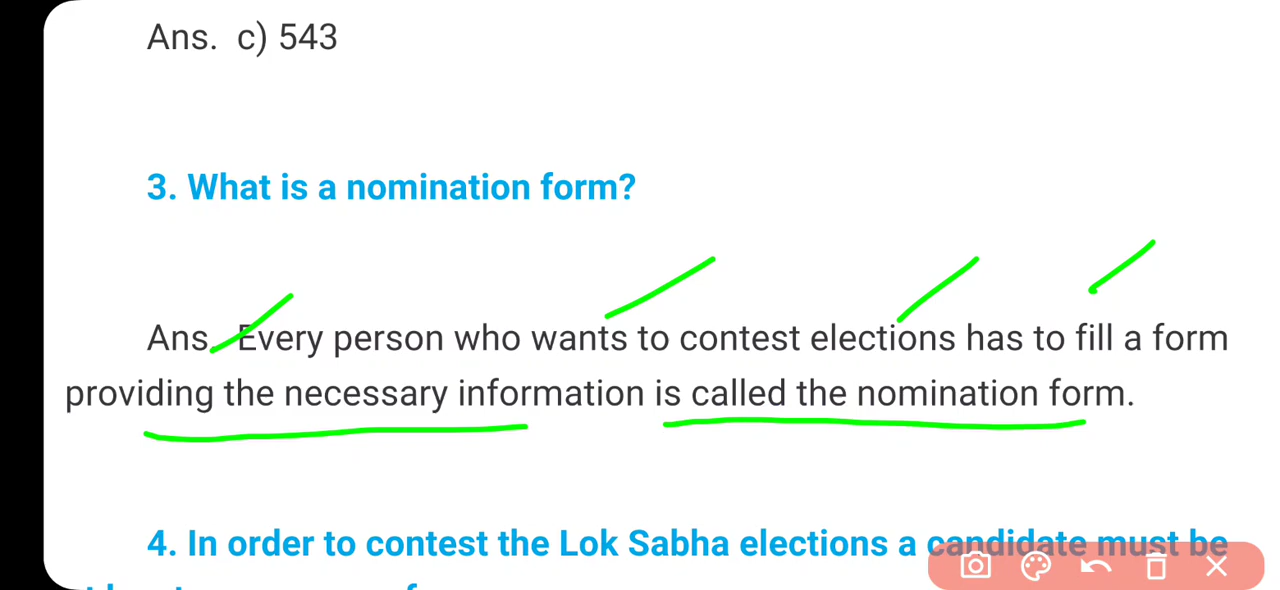 Ans. c) 543
3. What is a nomination form?
Ans. Every person who wants to contest elections has to fill a form
providing the necessary information is called the nomination form.
4. In order to contest the Lok Sabha elections a candidate must be